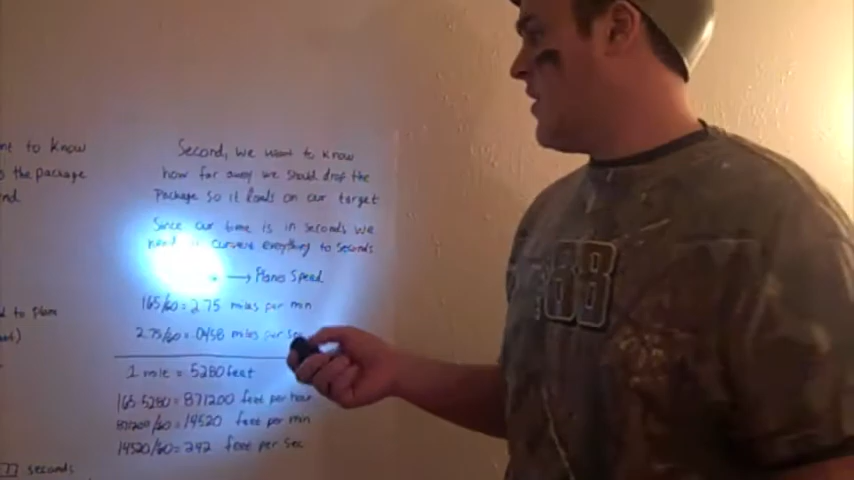 nt to know
s the package
nd.
Second, we want to know
how far away we should drop the
Package so it lands on our target
Since our time is in seconds we
need to convert everything to seconds
→ Planes Speed
165/60 = 2.75 miles per min
2.75/60 = .0458 miles per sec
d to plane
1 mile = 5280 feet
165·5280 = 871200 feet per hour
871200/60 = 14520 feet per min
14520/60 = 242 feet per sec
77 seconds
88